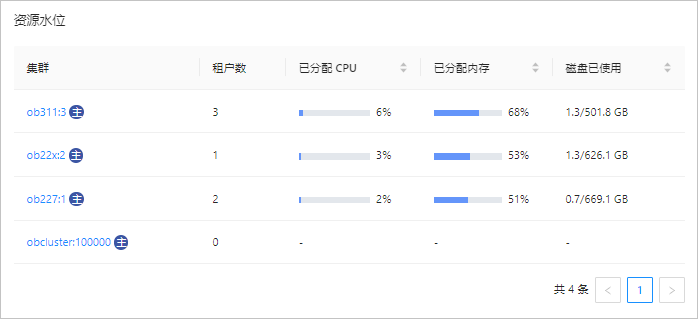 资源水位
集群 租户数 已分配 CPU 已分配内存 磁盘已使用
ob311:3 主 3 6% 68% 1.3/501.8 GB
ob22x:2 主 1 3% 53% 1.3/626.1 GB
ob227:1 主 2 2% 51% 0.7/669.1 GB
obcluster:100000 主 0 - - -
共 4 条 < 1 >